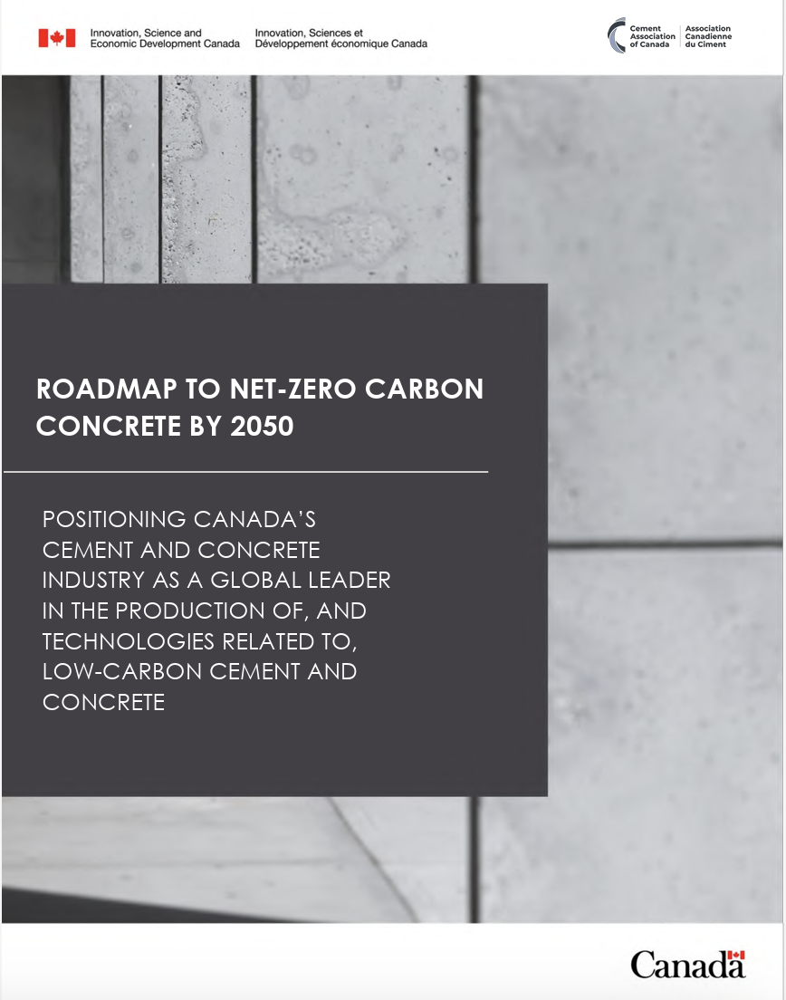 Innovation, Science and
Economic Development Canada
Innovation, Sciences et
Développement économique Canada
Cement
Association
of Canada
Association
Canadienne
du Ciment
ROADMAP TO NET-ZERO CARBON
CONCRETE BY 2050
POSITIONING CANADA'S
CEMENT AND CONCRETE
INDUSTRY AS A GLOBAL LEADER
IN THE PRODUCTION OF, AND
TECHNOLOGIES RELATED TO,
LOW-CARBON CEMENT AND
CONCRETE
Canada